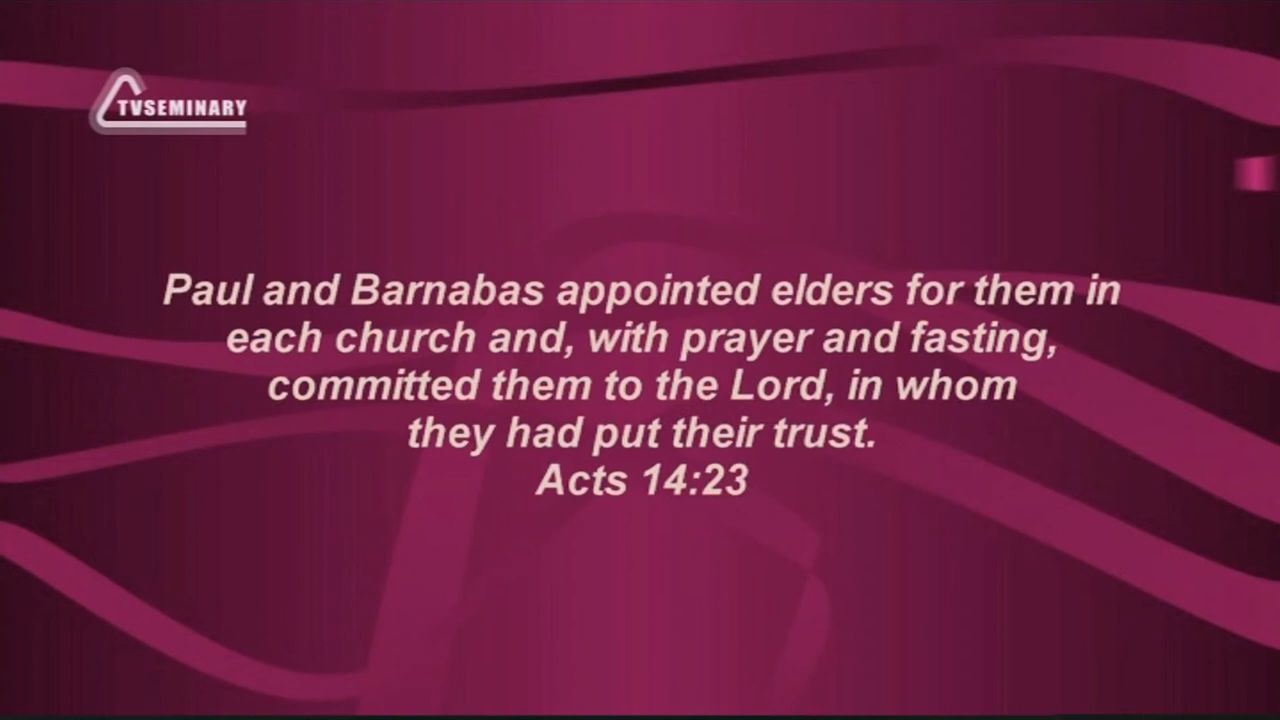 TVSEMINARY
Paul and Barnabas appointed elders for them in
each church and, with prayer and fasting,
committed them to the Lord, in whom
they had put their trust.
Acts 14:23